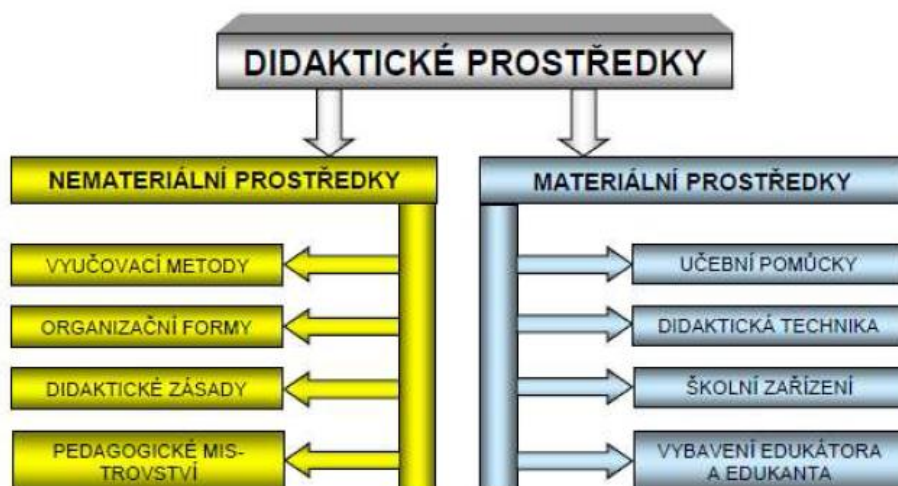 DIDAKTICKÉ PROSTŘEDKY
NEMATERIÁLNÍ PROSTŘEDKY
VYUČOVACÍ METODY
ORGANIZAČNÍ FORMY
DIDAKTICKÉ ZÁSADY
PEDAGOGICKÉ MIS-
TROVSTVÍ
MATERIÁLNÍ PROSTŘEDKY
UČEBNÍ POMŮCKY
DIDAKTICKÁ TECHNIKA
ŠKOLNÍ ZAŘÍZENÍ
VYBAVENÍ EDUKÁTORA
A EDUKANTA